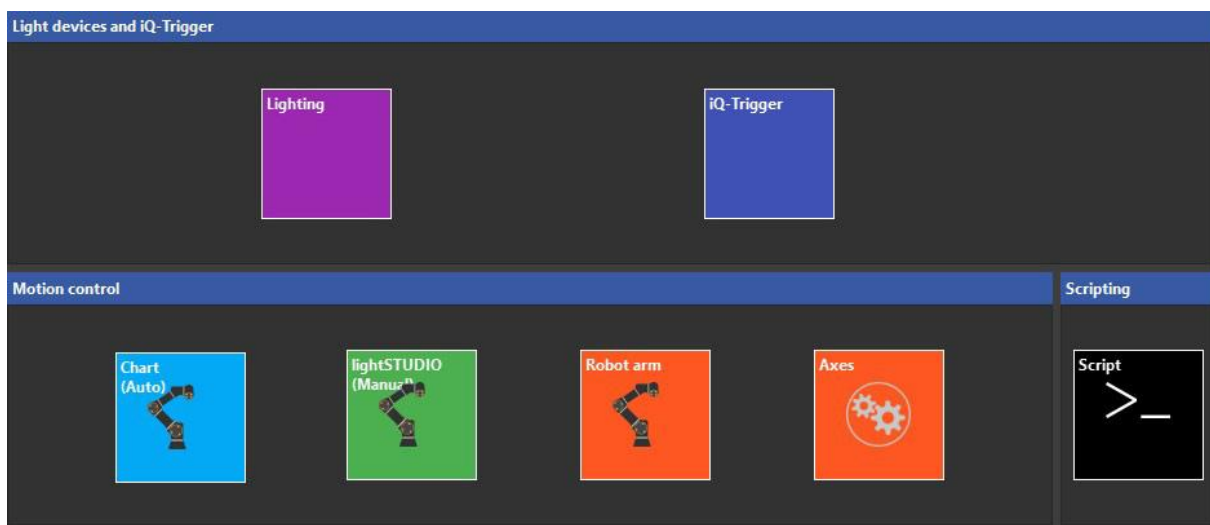 Light devices and iQ-Trigger
Lighting
iQ-Trigger
Motion control
Scripting
Chart
(Auto)
lightSTUDIO
(Manual)
Robot arm
Axes
Script
>_